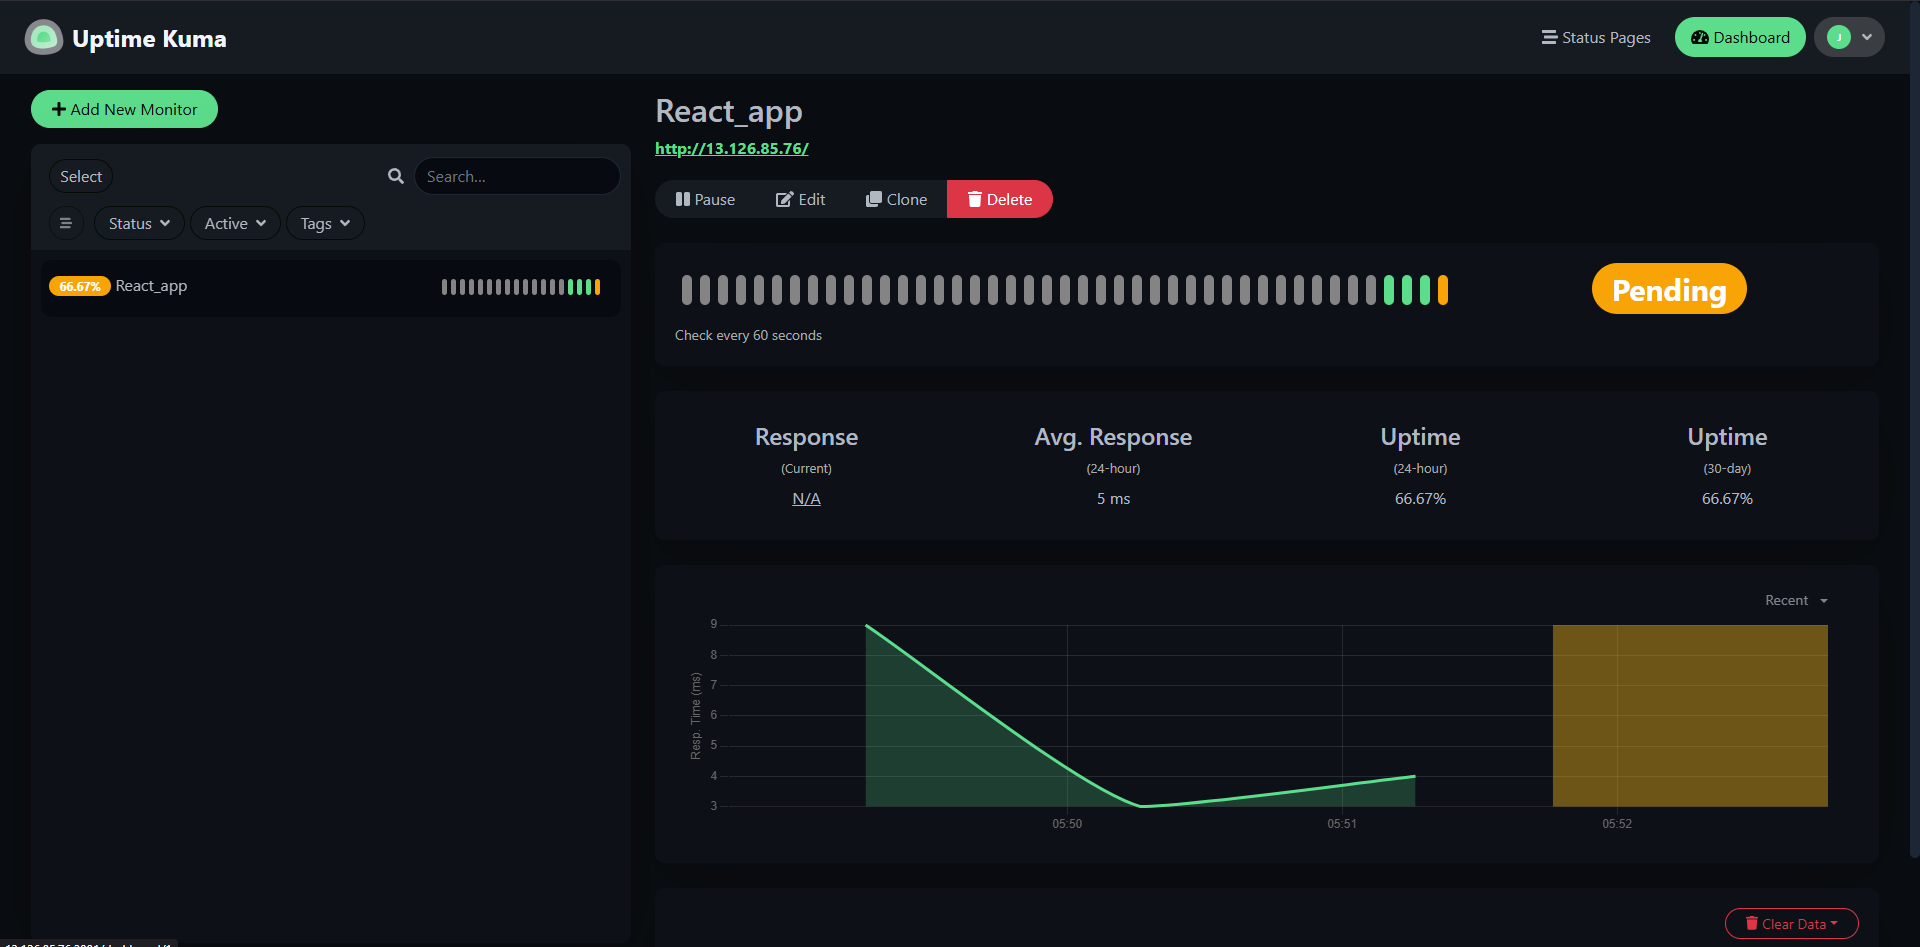 Uptime Kuma
Status Pages
Dashboard
J
Add New Monitor
Select
Search...
Status
Active
Tags
66.67%
React_app
React_app
http://13.126.85.76/
Pause
Edit
Clone
Delete
Pending
Check every 60 seconds
Response
(Current)
N/A
Avg. Response
(24-hour)
5 ms
Uptime
(24-hour)
66.67%
Uptime
(30-day)
66.67%
Recent
Resp. Time (ms)
9
8
7
6
5
4
3
05:50
05:51
05:52
Clear Data